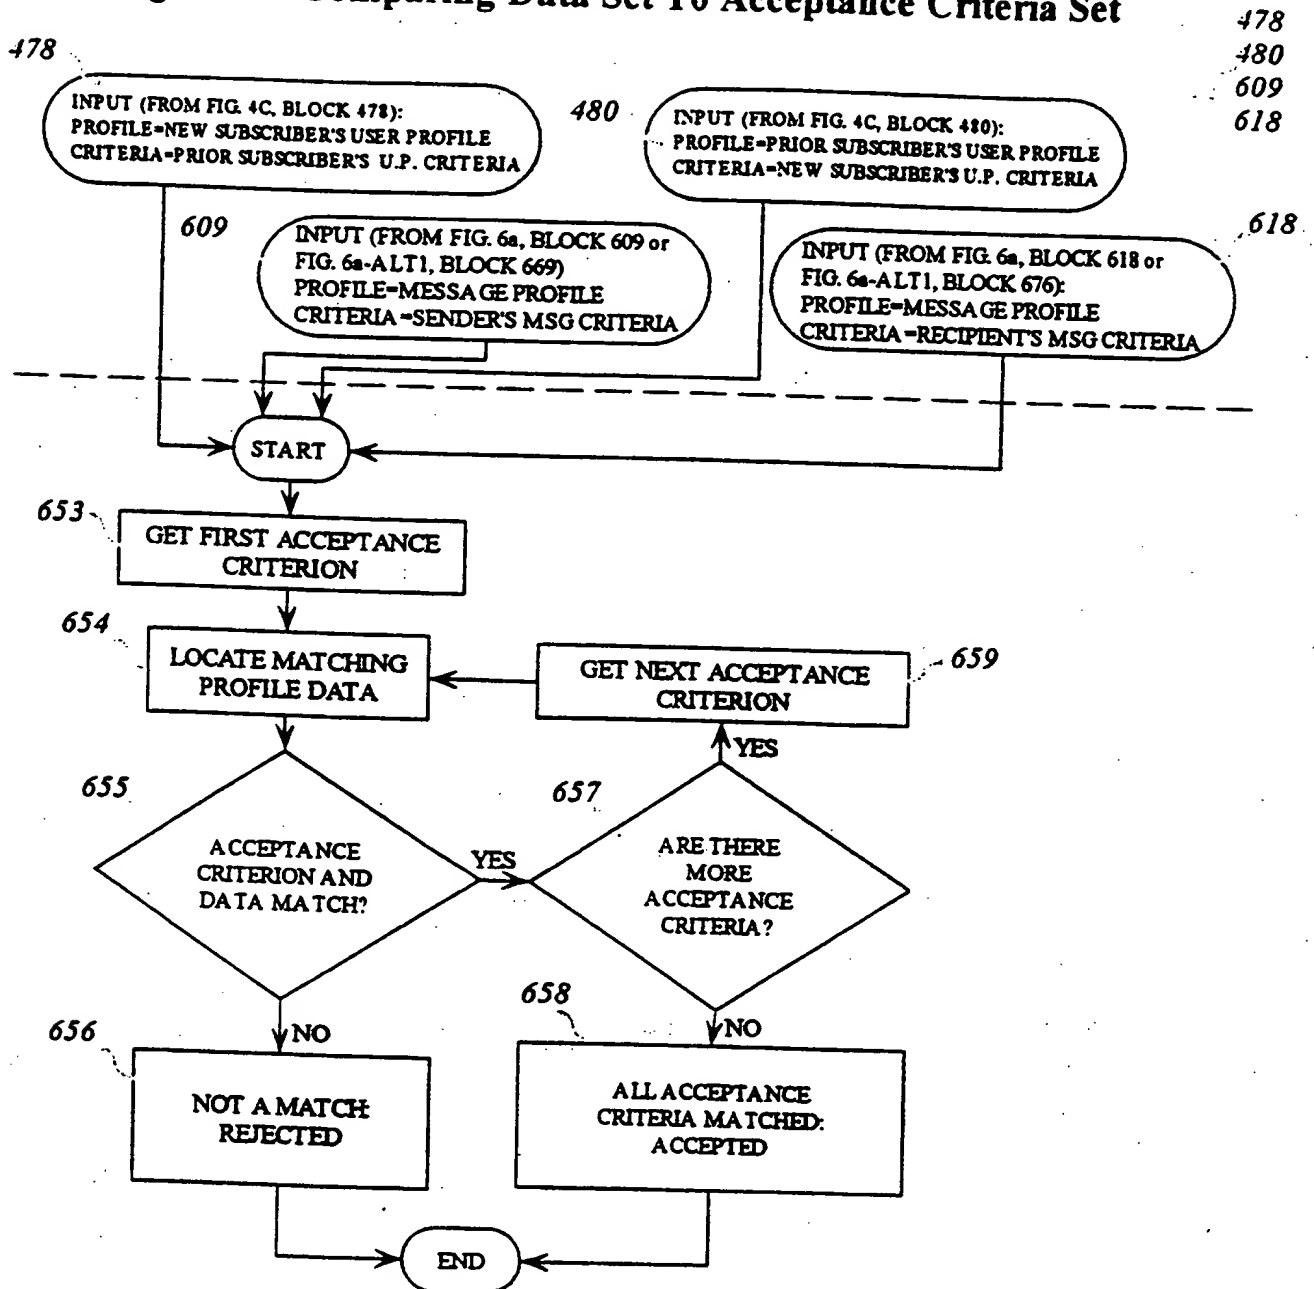 Data Set To Acceptance Criteria Set
478
480
609
618
478
INPUT (FROM FIG. 4C, BLOCK 478):
PROFILE=NEW SUBSCRIBER'S USER PROFILE
CRITERIA=PRIOR SUBSCRIBER'S U.P. CRITERIA
480
INPUT (FROM FIG. 4C, BLOCK 480):
PROFILE=PRIOR SUBSCRIBER'S USER PROFILE
CRITERIA=NEW SUBSCRIBER'S U.P. CRITERIA
609
INPUT (FROM FIG. 6a, BLOCK 609 or
FIG. 6a-ALT1, BLOCK 669)
PROFILE=MESSAGE PROFILE
CRITERIA=SENDER'S MSG CRITERIA
618
INPUT (FROM FIG. 6a, BLOCK 618 or
FIG. 6a-ALT1, BLOCK 676):
PROFILE=MESSAGE PROFILE
CRITERIA=RECIPIENT'S MSG CRITERIA
START
653
GET FIRST ACCEPTANCE
CRITERION
654
LOCATE MATCHING
PROFILE DATA
GET NEXT ACCEPTANCE
CRITERION
659
YES
655
ACCEPTANCE
CRITERION AND
DATA MATCH?
YES
657
ARE THERE
MORE
ACCEPTANCE
CRITERIA?
NO
656
NOT A MATCH:
REJECTED
658
NO
ALL ACCEPTANCE
CRITERIA MATCHED:
ACCEPTED
END